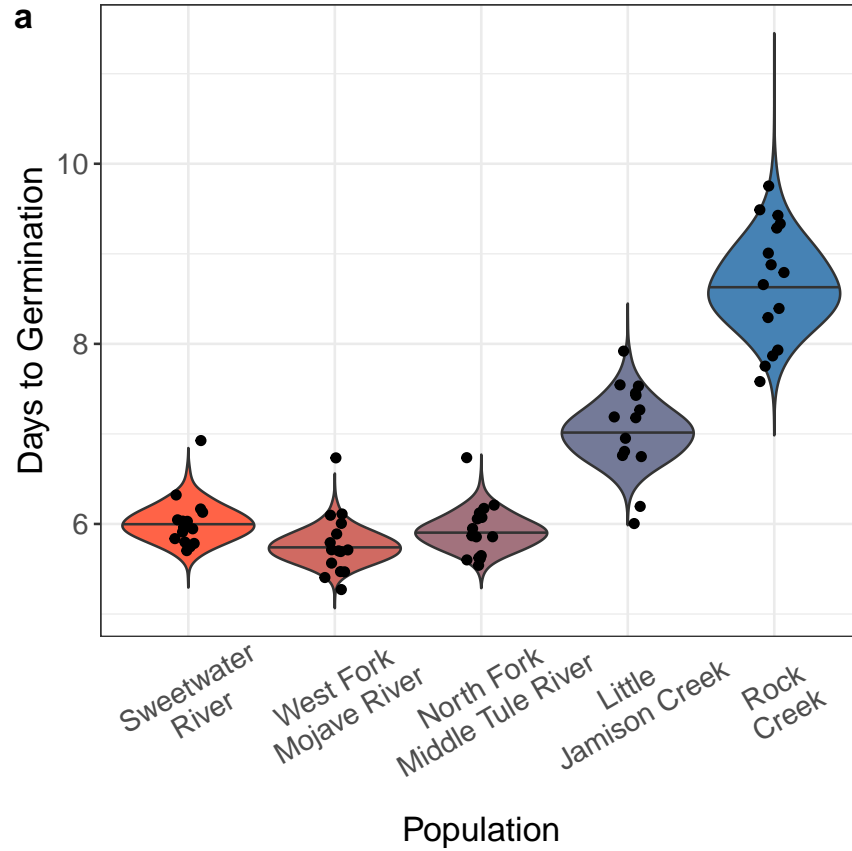 a
Days to Germination
10
8
6
Sweetwater
River
West Fork
Mojave River
North Fork
Middle Tule River
Little
Jamison Creek
Rock
Creek
Population